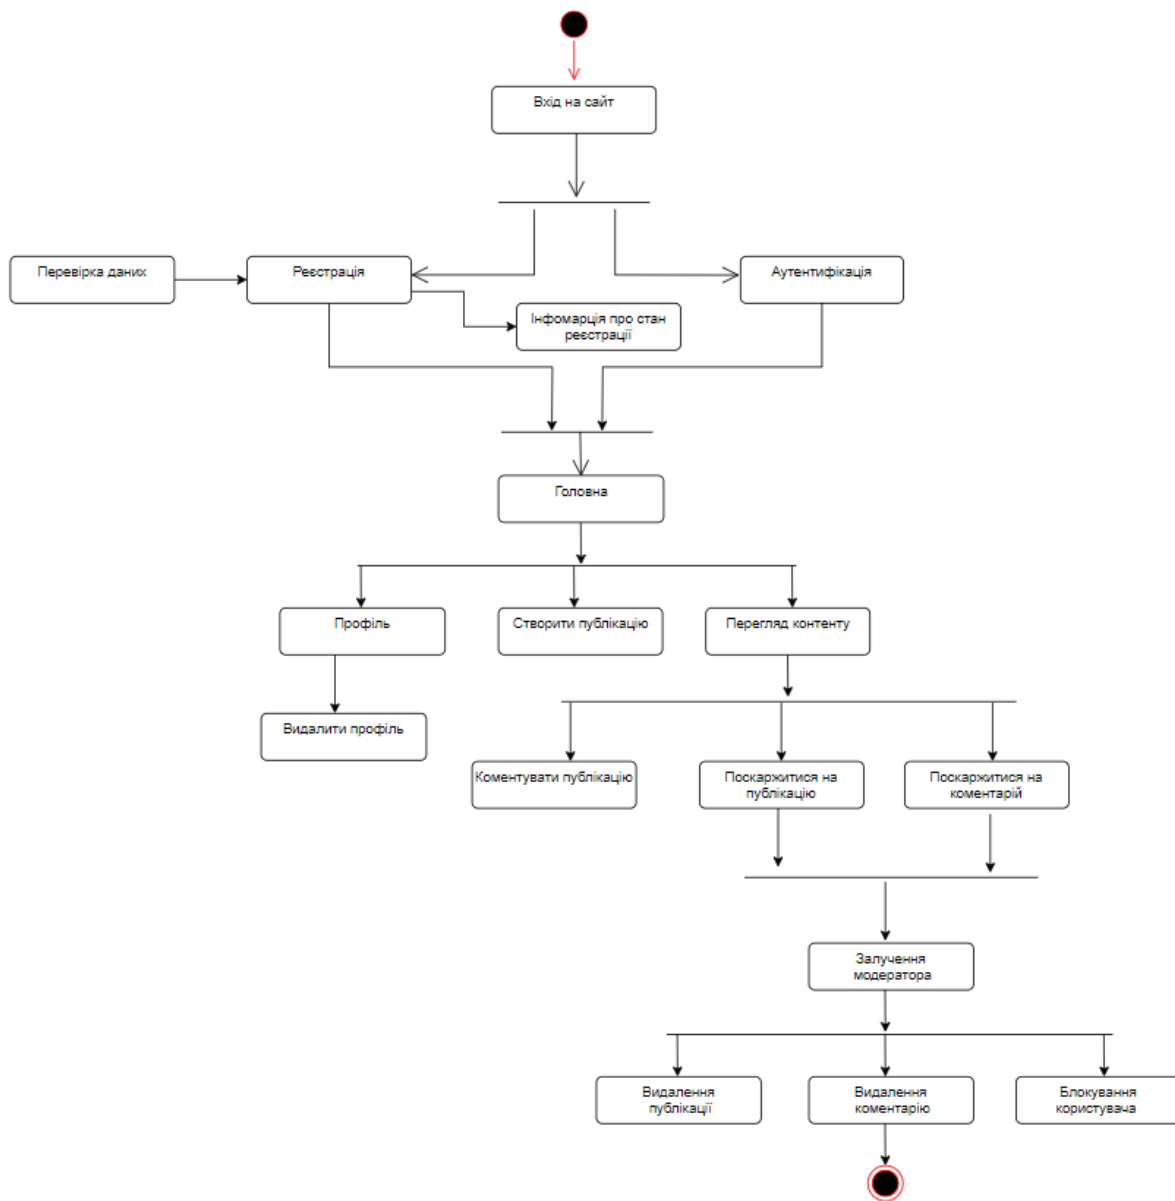 Вхід на сайт
Перевірка даних
Реєстрація
Аутентифікація
Інфомарція про стан
реєстрації
Головна
Профіль
Створити публікацію
Перегляд контенту
Видалити профіль
Коментувати публікацію
Поскаржитися на
публікацію
Поскаржитися на
коментарій
Залучення
модератора
Видалення
публікації
Видалення
коментарію
Блокування
користувача